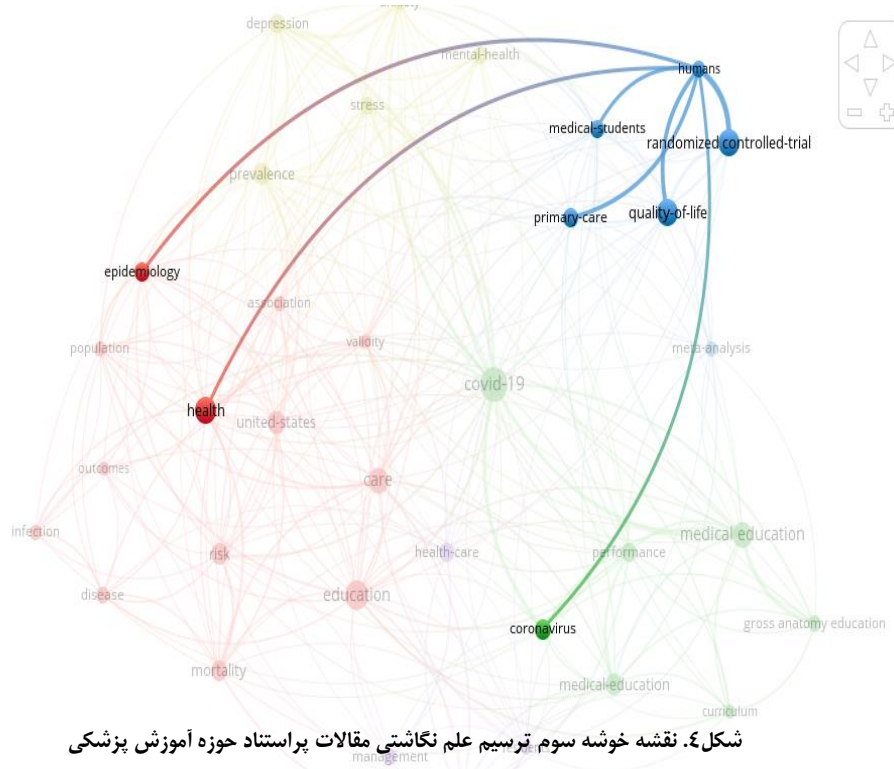 depression
mental-health
humans
stress
medical-students
randomized controlled-trial
prevalence
primary-care
quality-of-life
epidemiology
association
population
validity
meta-analysis
covid-19
health
united-states
outcomes
care
infection
medical education
risk
health-care
performance
disease
education
coronavirus
gross anatomy education
mortality
medical-education
curriculum
شکل٤. نقشه خوشه سوم ترسیم علم نگاشتی مقالات پراستناد حوزه آموزش پزشکی
management